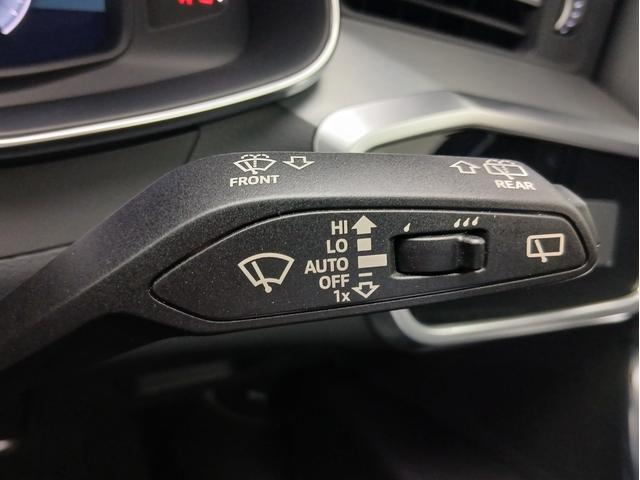 FRONT
REAR
HI
LO
AUTO
OFF
1x